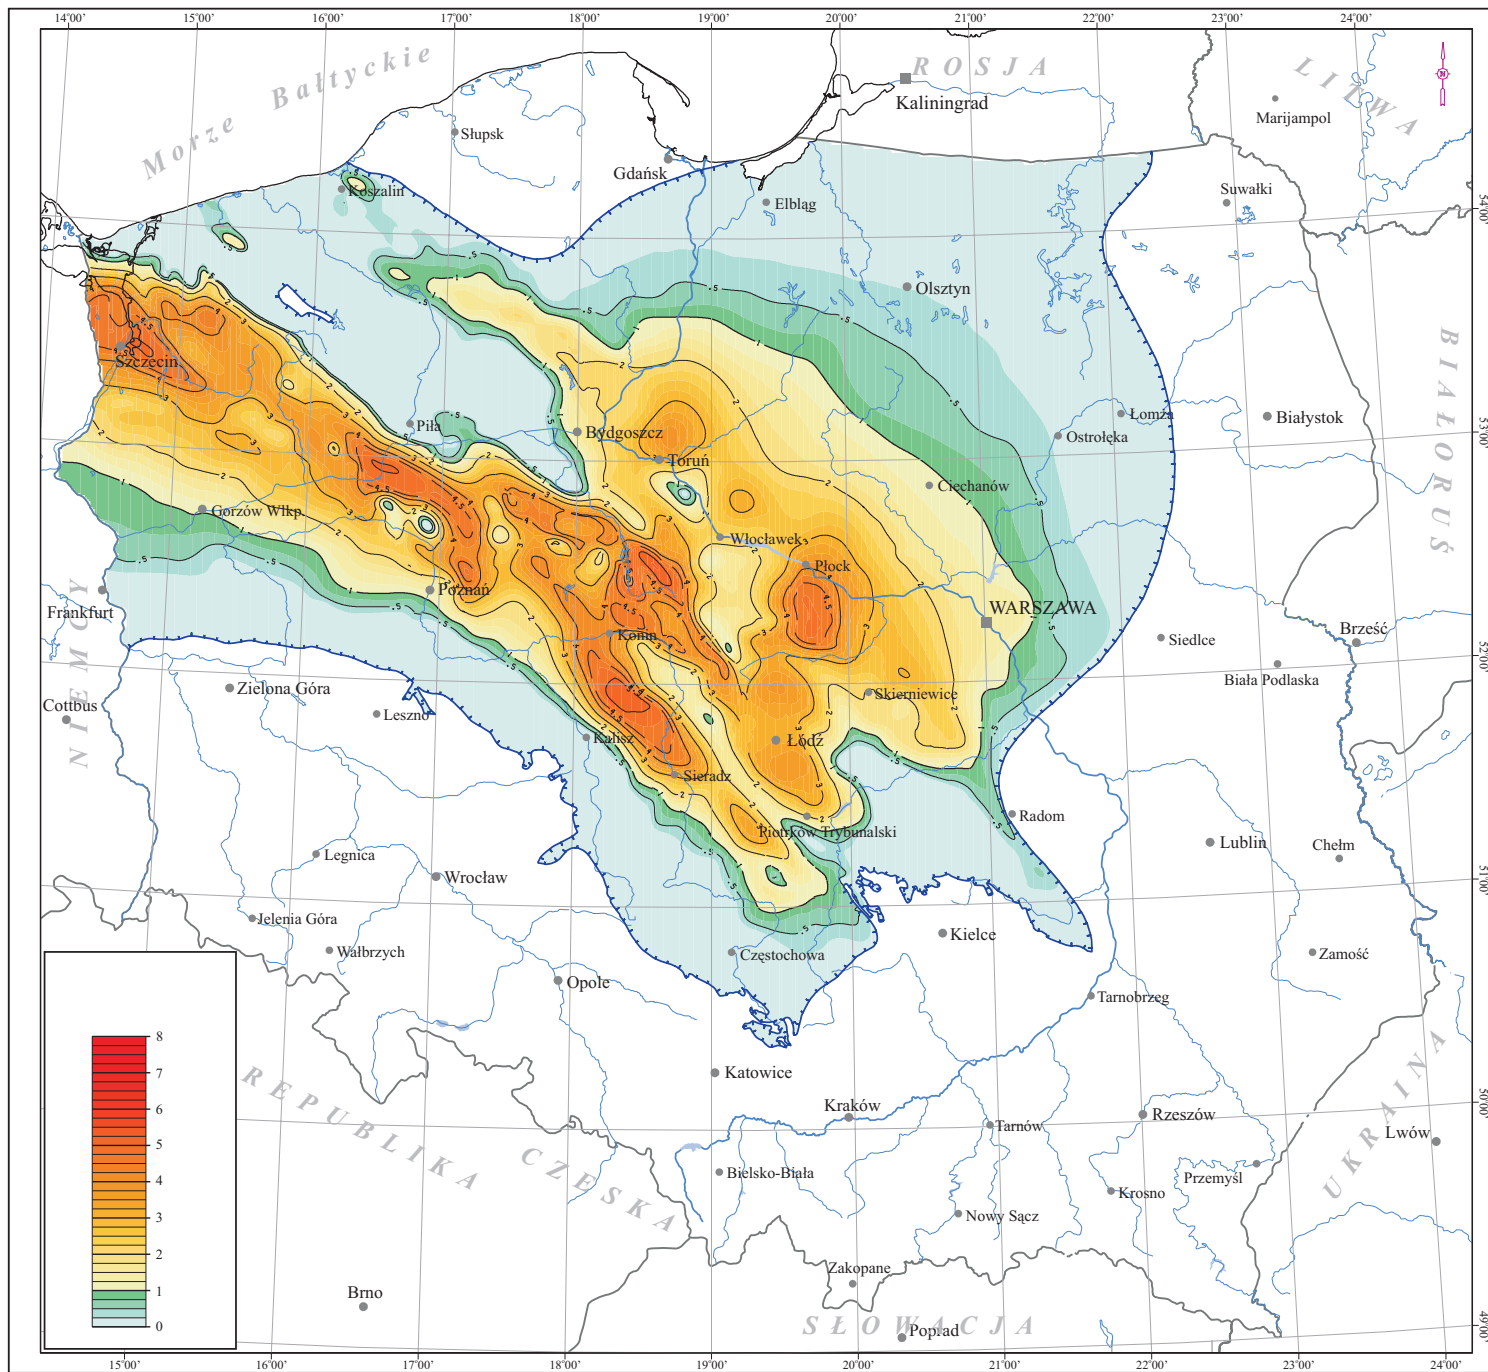 14°00' 15°00' 16°00' 17°00' 18°00' 19°00' 20°00' 21°00' 22°00' 23°00' 24°00'
Morze Bałtyckie
ROSJA
LITWA
Kaliningrad
Marijampol
Słupsk
Gdańsk
Suwałki
Koszalin
Elbląg
54°00'
Olsztyn
Szczecin
BIAŁORUŚ
Łomża
Białystok
Piła
Bydgoszcz
Ostrołęka
53°00'
Toruń
Ciechanów
Gorzów Wlkp.
Włocławek
Płock
Poznań
Frankfurt
WARSZAWA
NIEMCY
Konin
Siedlce
Brześć
52°00'
Biała Podlaska
Zielona Góra
Skierniewice
Cottbus
Leszno
Kalisz
Łódź
Sieradz
Radom
Piotrków Trybunalski
Lublin
Chełm
Legnica
Wrocław
51°00'
Jelenia Góra
Kielce
Wałbrzych
Częstochowa
Zamość
Opole
Tarnobrzeg
8
7
6
5
4
3
2
1
0
REPUBLIKA CZESKA
Katowice
Kraków
Rzeszów
50°00'
Tarnów
Lwów
UKRAINA
Bielsko-Biała
Przemyśl
Krosno
Nowy Sącz
Zakopane
Brno
SŁOWACJA
Poprad
49°00'
15°00' 16°00' 17°00' 18°00' 19°00' 20°00' 21°00' 22°00' 23°00' 24°00'